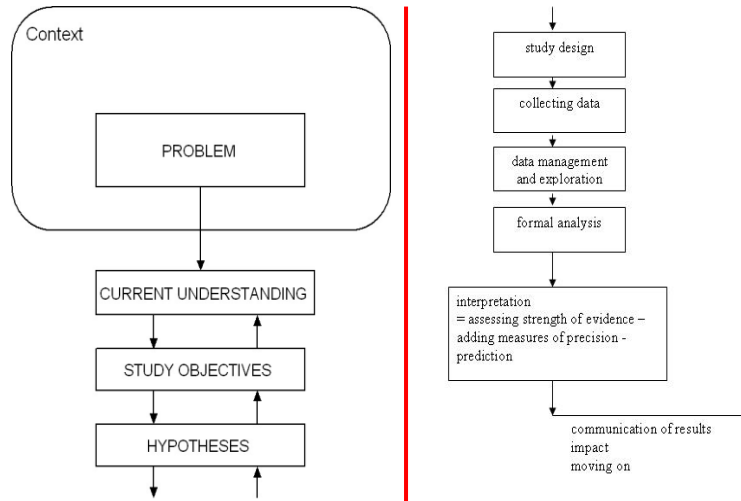 Context
PROBLEM
CURRENT UNDERSTANDING
STUDY OBJECTIVES
HYPOTHESES
study design
collecting data
data management
and exploration
formal analysis
interpretation
= assessing strength of evidence –
adding measures of precision -
prediction
communication of results
impact
moving on